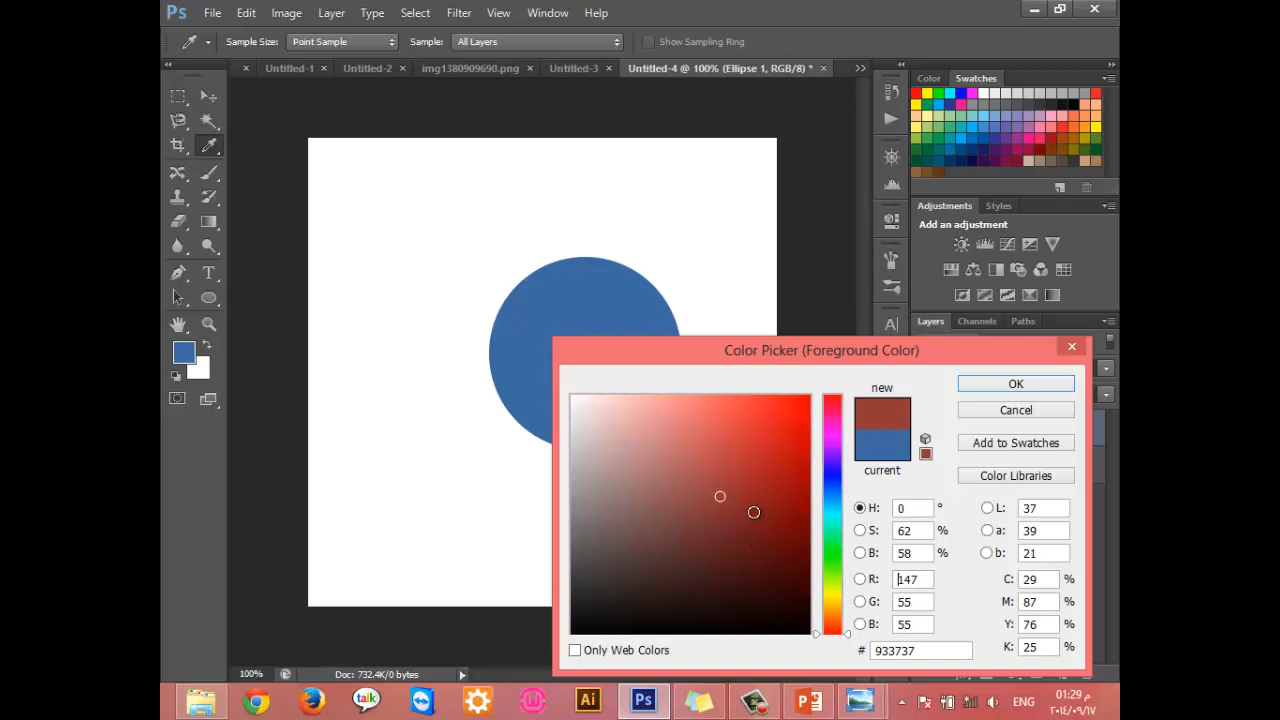 Ps File Edit Image Layer Type Select Filter View Window Help
Sample Size: Point Sample Sample: All Layers Show Sampling Ring
Untitled-1 × Untitled-2 × img1380909690.png × Untitled-3 × Untitled-4 @ 100% (Ellipse 1, RGB/8) * ×
Color Swatches
Adjustments Styles
Add an adjustment
Layers Channels Paths
Color Picker (Foreground Color)
new
current
OK
Cancel
Add to Swatches
Color Libraries
H: 0 °
S: 62 %
B: 58 %
R: 147
G: 55
B: 55
L: 37
a: 39
b: 21
C: 29 %
M: 87 %
Y: 76 %
K: 25 %
# 933737
Only Web Colors
100% Doc: 732.4K/0 bytes
talk Ai Ps
ENG
01:29 م
٢٠١٤/٠٩/١٧